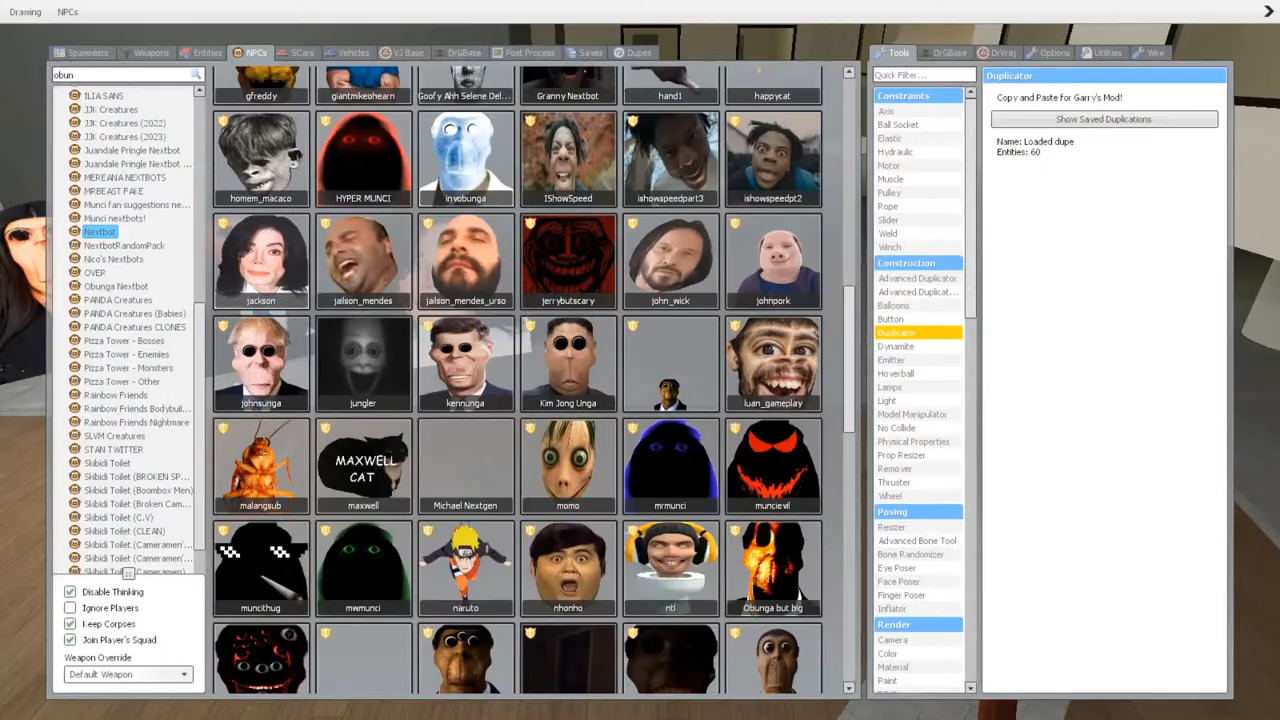 Drawing NPCs
Spawnlists Weapons Entities NPCs SCars Vehicles VJ Base DrGBase Post Process Saves Dupes
Tools DrGBase DrVrej Options Utilities Wire
obun
ILIA SANS
JJK Creatures
JJK Creatures (2022)
JJK Creatures (2023)
Juandale Pringle Nextbot
Juandale Pringle Nextbot ...
MEREANA NEXTBOTS
MRBEAST FAKE
Munci fan suggestions ne...
Munci nextbots!
Nextbot
NextbotRandomPack
Nico's Nextbots
OVER
Obunga Nextbot
PANDA Creatures
PANDA Creatures (Babies)
PANDA Creatures CLONES
Pizza Tower - Bosses
Pizza Tower - Enemies
Pizza Tower - Monsters
Pizza Tower - Other
Rainbow Friends
Rainbow Friends Bodybuil...
Rainbow Friends Nightmare
SLVM Creatures
STAN TWITTER
Skibidi Toilet
Skibidi Toilet (BROKEN SP...
Skibidi Toilet (Boombox Men)
Skibidi Toilet (Broken Cam...
Skibidi Toilet (C.V)
Skibidi Toilet (CLEAN)
Skibidi Toilet (Cameramen'...
Skibidi Toilet (Cameramen'...
Skibidi Toilet (Cameramen)
Disable Thinking
Ignore Players
Keep Corpses
Join Player's Squad
Weapon Override
Default Weapon
gfreddy giantmikeohearn Goofy Ahh Selene Del... Granny Nextbot hand1 happycat
homem_macaco HYPER MUNCI invobunga IShowSpeed ishowspeedpart3 ishowspeedpt2
jackson jailson_mendes jailson_mendes_urso jerrybutscary john_wick johnpork
johnsunga jungler kennunga Kim Jong Unga luan_gameplay
MAXWELL
CAT
malangsub maxwell Michael Nextgen momo mrmunci muncievil
muncithug mwmunci naruto nhonho ntl Obunga but big
Quick Filter...
Constraints
Axis
Ball Socket
Elastic
Hydraulic
Motor
Muscle
Pulley
Rope
Slider
Weld
Winch
Construction
Advanced Duplicator
Advanced Duplicat...
Balloons
Button
Duplicator
Dynamite
Emitter
Hoverball
Lamps
Light
Model Manipulator
No Collide
Physical Properties
Prop Resizer
Remover
Thruster
Wheel
Posing
Resizer
Advanced Bone Tool
Bone Randomizer
Eye Poser
Face Poser
Finger Poser
Inflator
Render
Camera
Color
Material
Paint
Duplicator
Copy and Paste for Garry's Mod!
Show Saved Duplications
Name: Loaded dupe
Entities: 60